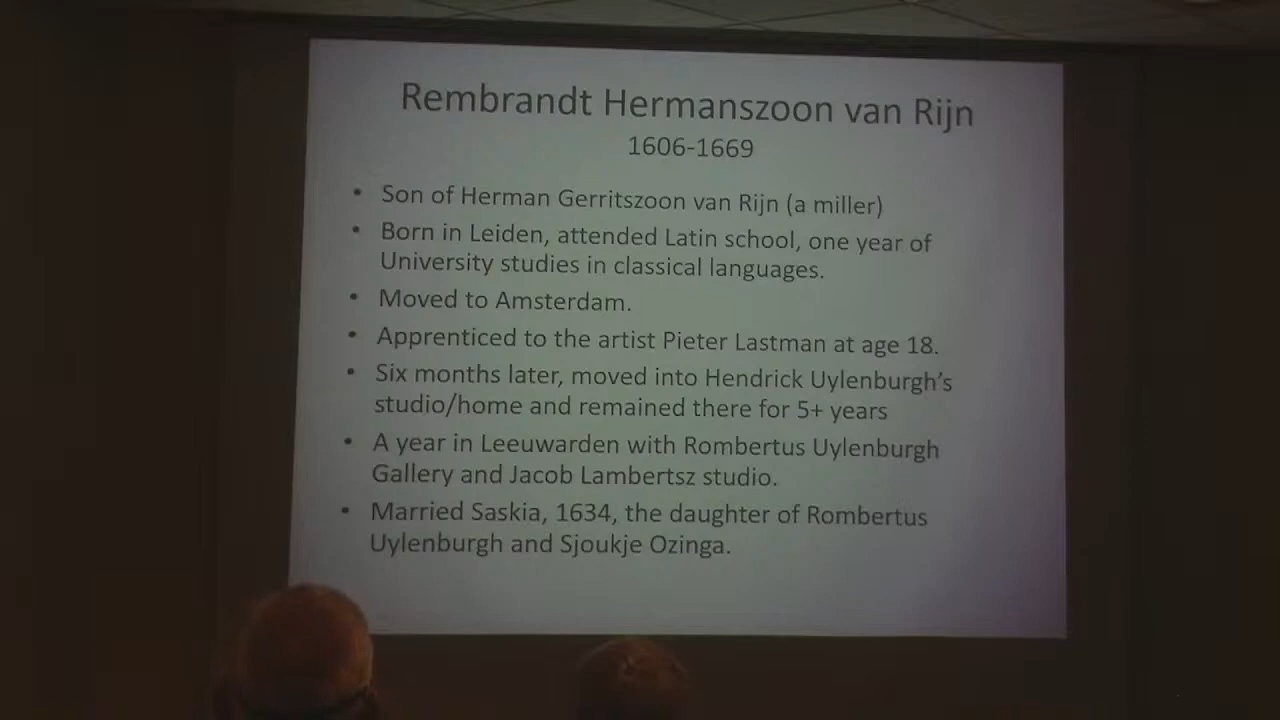 Rembrandt Hermanszoon van Rijn
1606-1669
• Son of Herman Gerritszoon van Rijn (a miller)
• Born in Leiden, attended Latin school, one year of
University studies in classical languages.
• Moved to Amsterdam.
• Apprenticed to the artist Pieter Lastman at age 18.
• Six months later, moved into Hendrick Uylenburgh's
studio/home and remained there for 5+ years
• A year in Leeuwarden with Rombertus Uylenburgh
Gallery and Jacob Lambertsz studio.
• Married Saskia, 1634, the daughter of Rombertus
Uylenburgh and Sjoukje Ozinga.